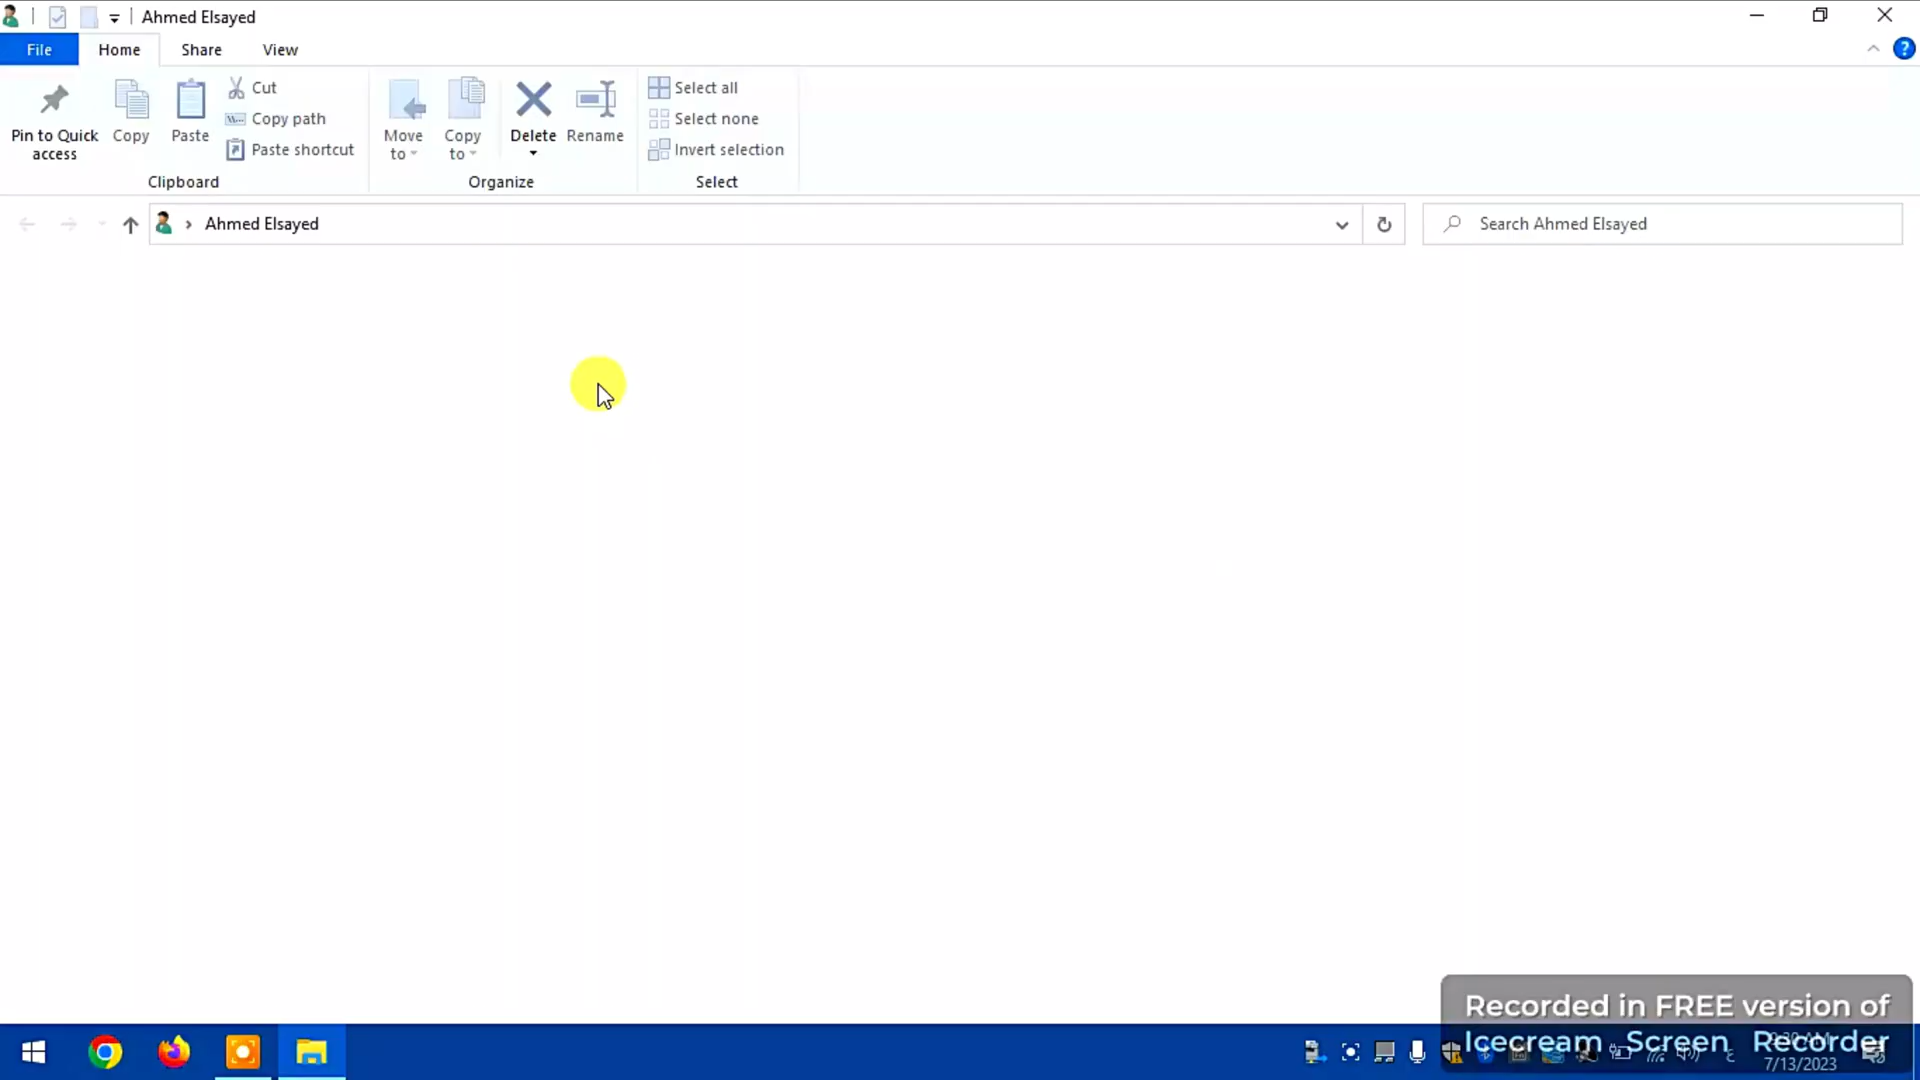 Ahmed Elsayed
File Home Share View
Pin to Quick access
Copy
Paste
Cut
Copy path
Paste shortcut
Clipboard
Move to
Copy to
Delete
Rename
Organize
Select all
Select none
Invert selection
Select
Ahmed Elsayed
Search Ahmed Elsayed
Recorded in FREE version of
Icecream Screen Recorder
ع
7/13/2023